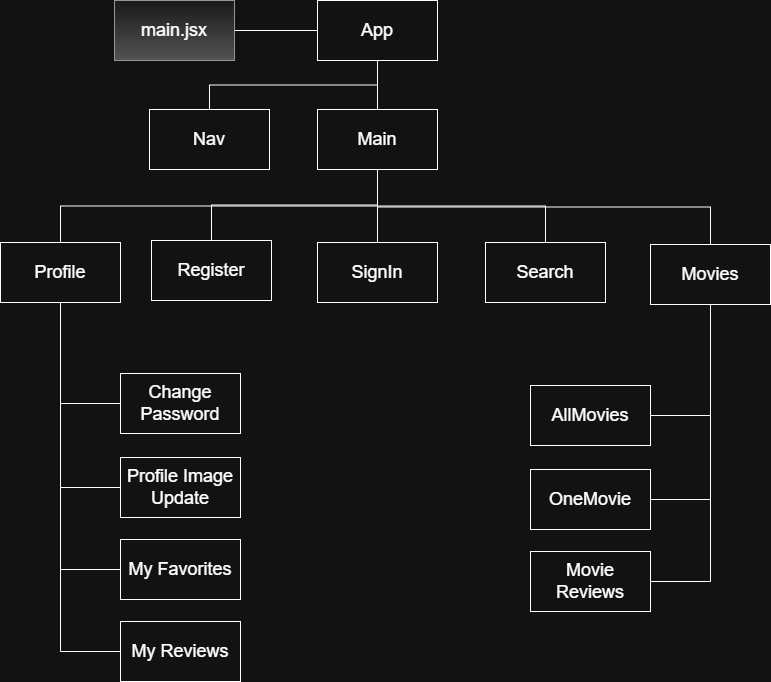 main.jsx
App
Nav
Main
Profile
Register
SignIn
Search
Movies
Change
Password
Profile Image
Update
My Favorites
My Reviews
AllMovies
OneMovie
Movie
Reviews